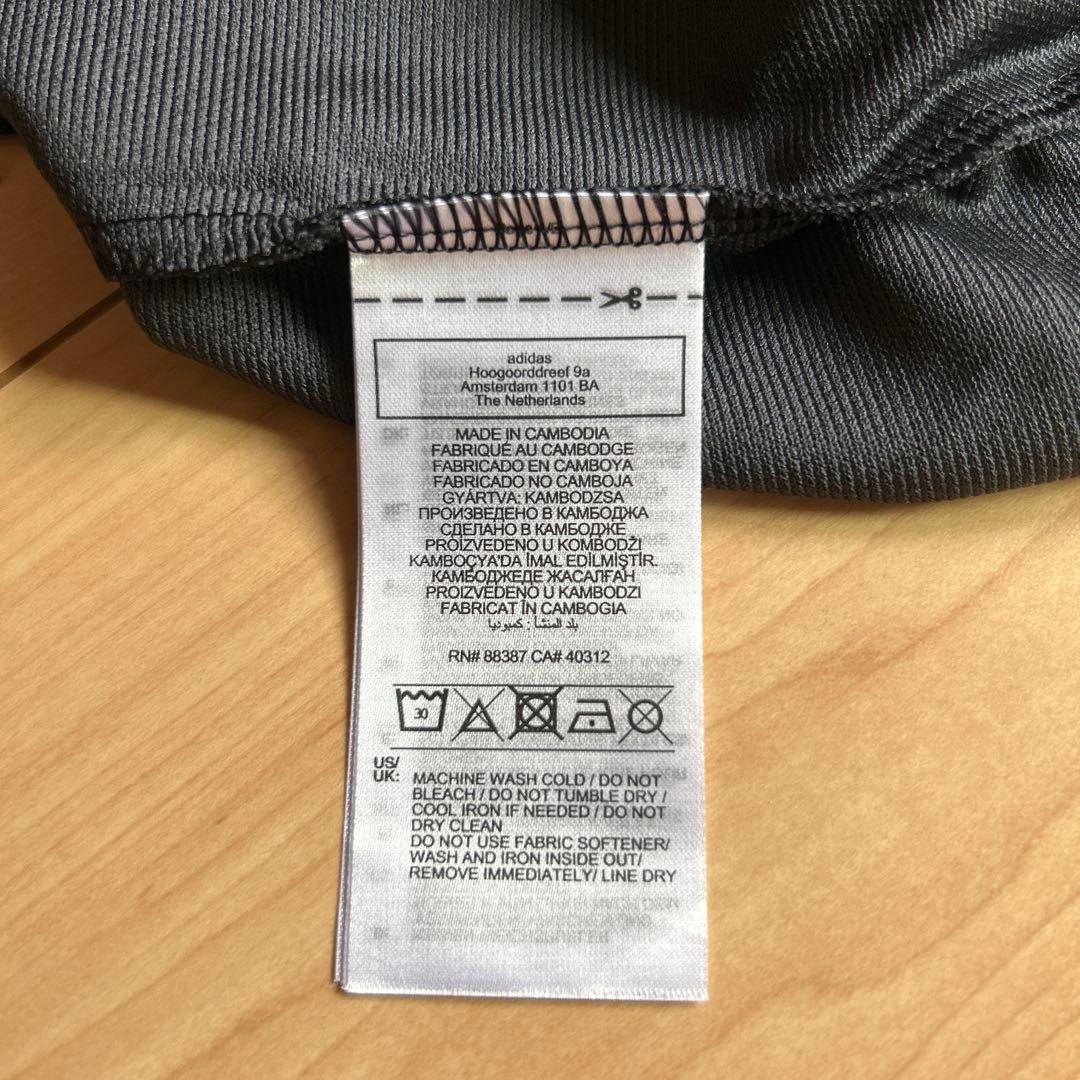 adidas
Hoogoorddreef 9a
Amsterdam 1101 BA
The Netherlands
MADE IN CAMBODIA
FABRIQUÉ AU CAMBODGE
FABRICADO EN CAMBOYA
FABRICADO NO CAMBOJA
GYÁRTVA: KAMBODZSA
ПРОИЗВЕДЕНО В КАМБОДЖА
СДЕЛАНО В КАМБОДЖЕ
PROIZVEDENO U KOMBODŽI
KAMBOÇYA'DA İMAL EDİLMİŞTİR.
КАМБОДЖЕДЕ ЖАСАЛҒАН
PROIZVEDENO U KAMBODZI
FABRICAT ÎN CAMBOGIA
بلد المنشأ : كمبوديا
RN# 88387 CA# 40312
30
US/
UK:
MACHINE WASH COLD / DO NOT
BLEACH / DO NOT TUMBLE DRY /
COOL IRON IF NEEDED / DO NOT
DRY CLEAN
DO NOT USE FABRIC SOFTENER/
WASH AND IRON INSIDE OUT/
REMOVE IMMEDIATELY/ LINE DRY